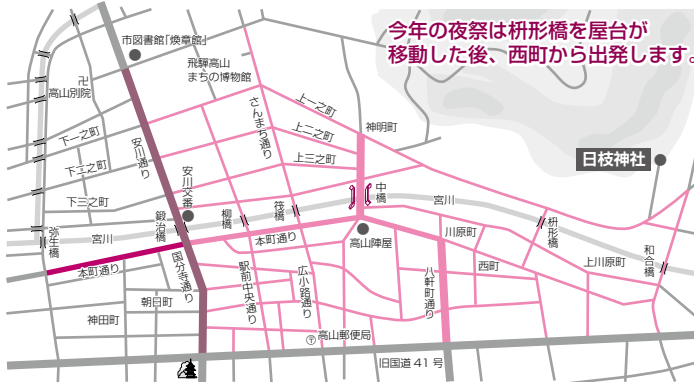 今年の夜祭は枡形橋を屋台が
移動した後、西町から出発します。
市図書館「煥章館」
飛騨高山
まちの博物館
卍
高山別院
さんまち通り
上一之町
上二之町
上三之町
神明町
下一之町
下二之町
下三之町
安川通り
安川交番
日枝神社
中橋
宮川
筏橋
柳橋
鍛冶橋
弥生橋
宮川
枡形橋
和合橋
本町通り
本町通り
高山陣屋
川原町
西町
上川原町
国分寺通り
駅前中央通り
広小路通り
八軒町通り
朝日町
神田町
〒高山郵便局
旧国道41号